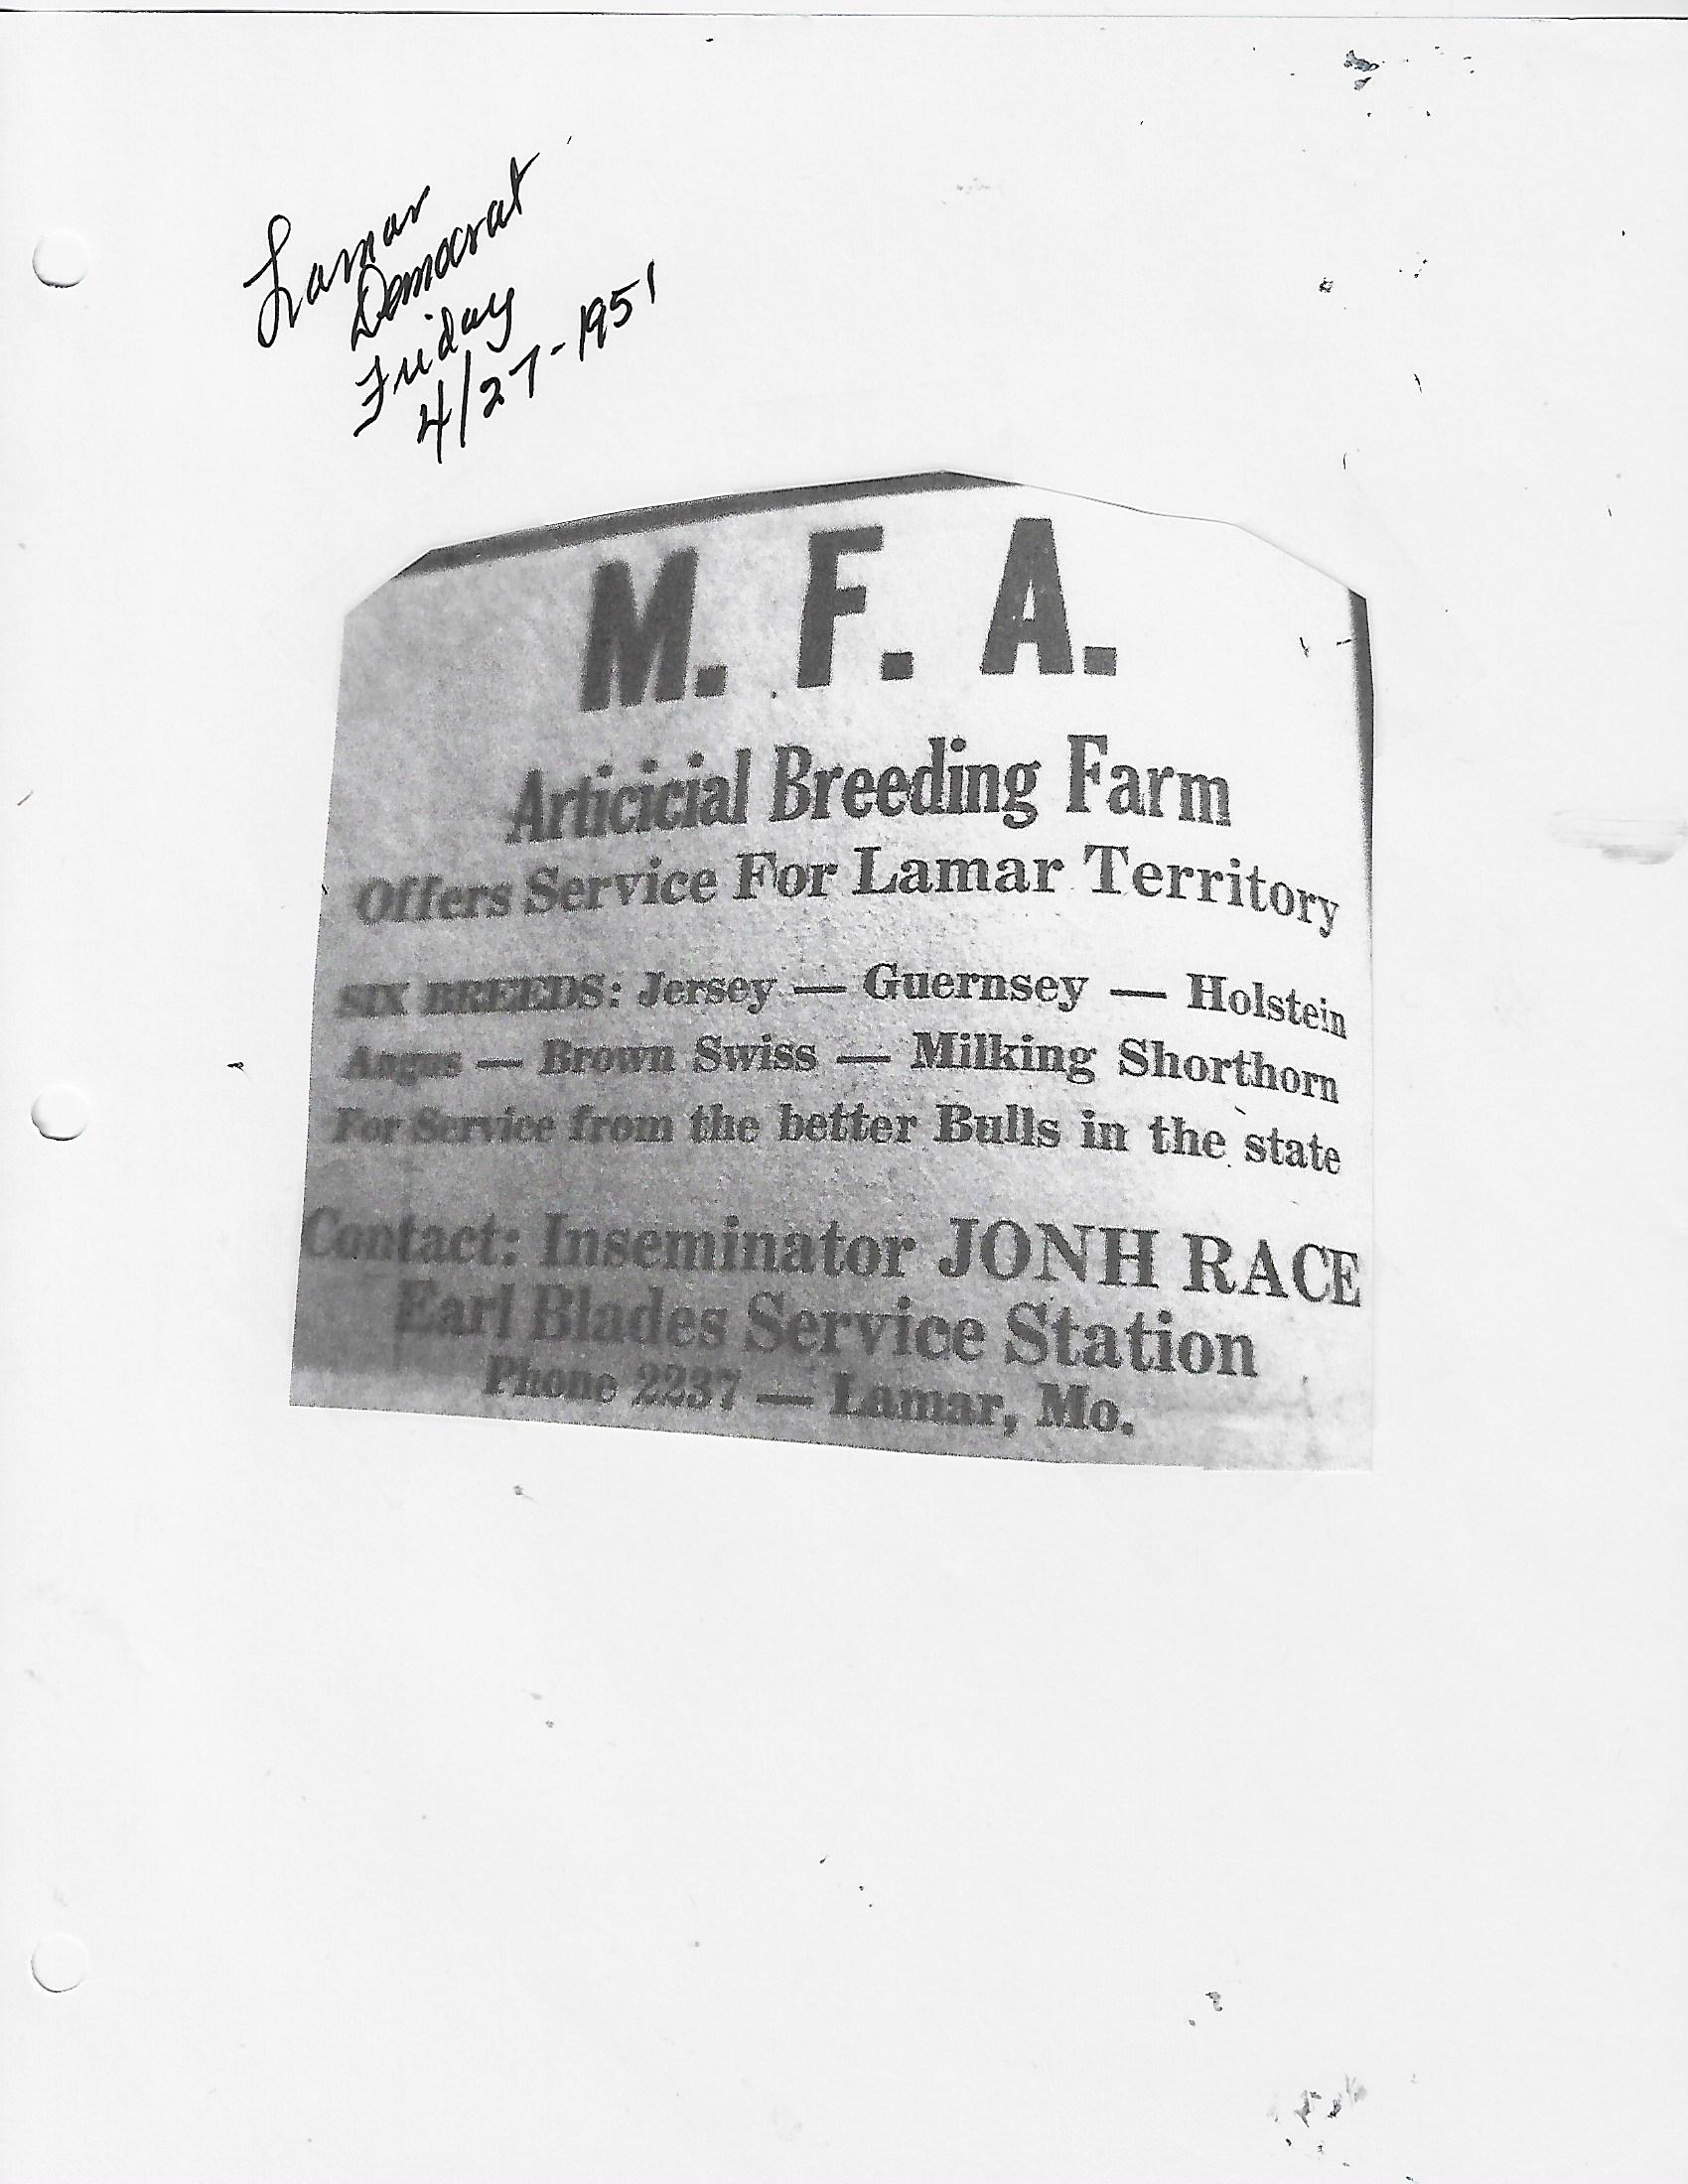 Lamar
Democrat
Friday
4/27-1951
M. F. A.
Articicial Breeding Farm
Offers Service For Lamar Territory
SIX BREEDS: Jersey — Guernsey — Holstein
Angus — Brown Swiss — Milking Shorthorn
For Service from the better Bulls in the state
Contact: Inseminator JONH RACE
Earl Blades Service Station
Phone 2237 — Lamar, Mo.